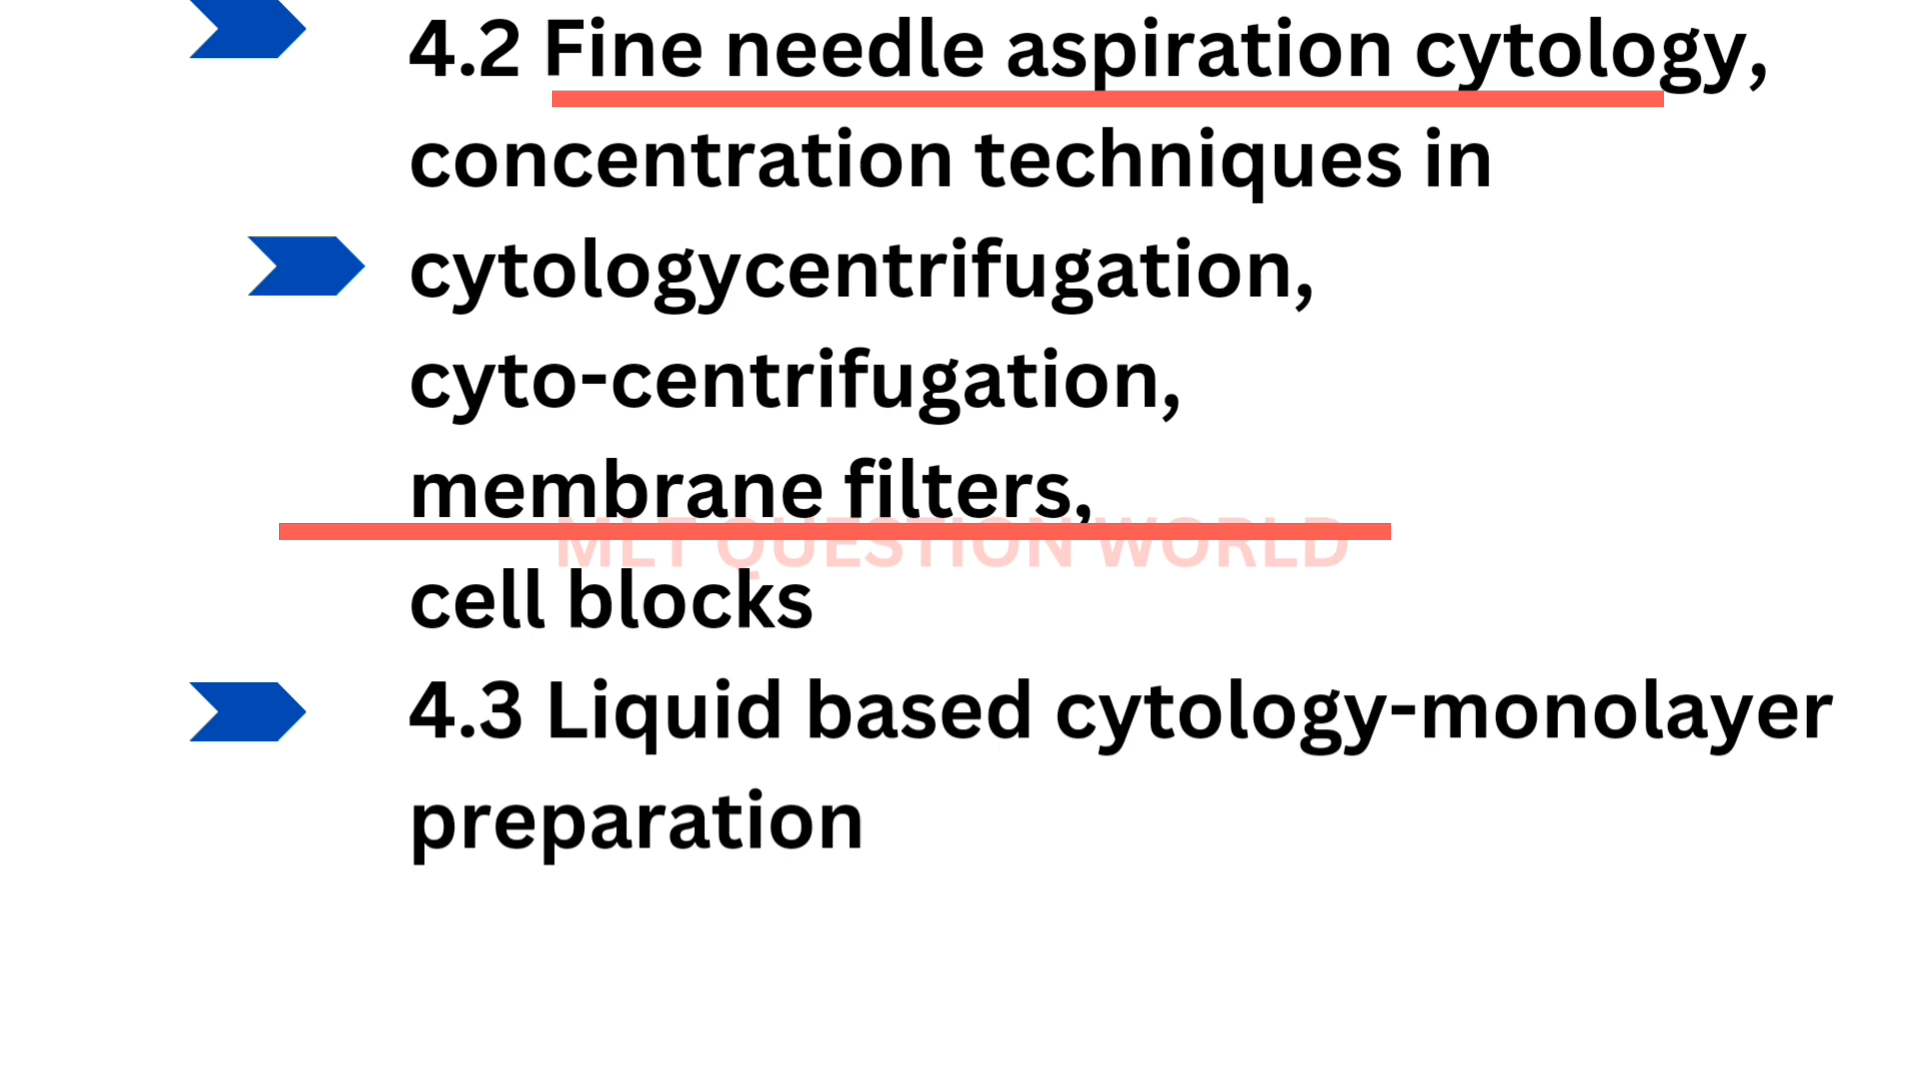 4.2 Fine needle aspiration cytology,
concentration techniques in
cytologycentrifugation,
cyto-centrifugation,
membrane filters,
MLT QUESTION WORLD
cell blocks
4.3 Liquid based cytology-monolayer
preparation